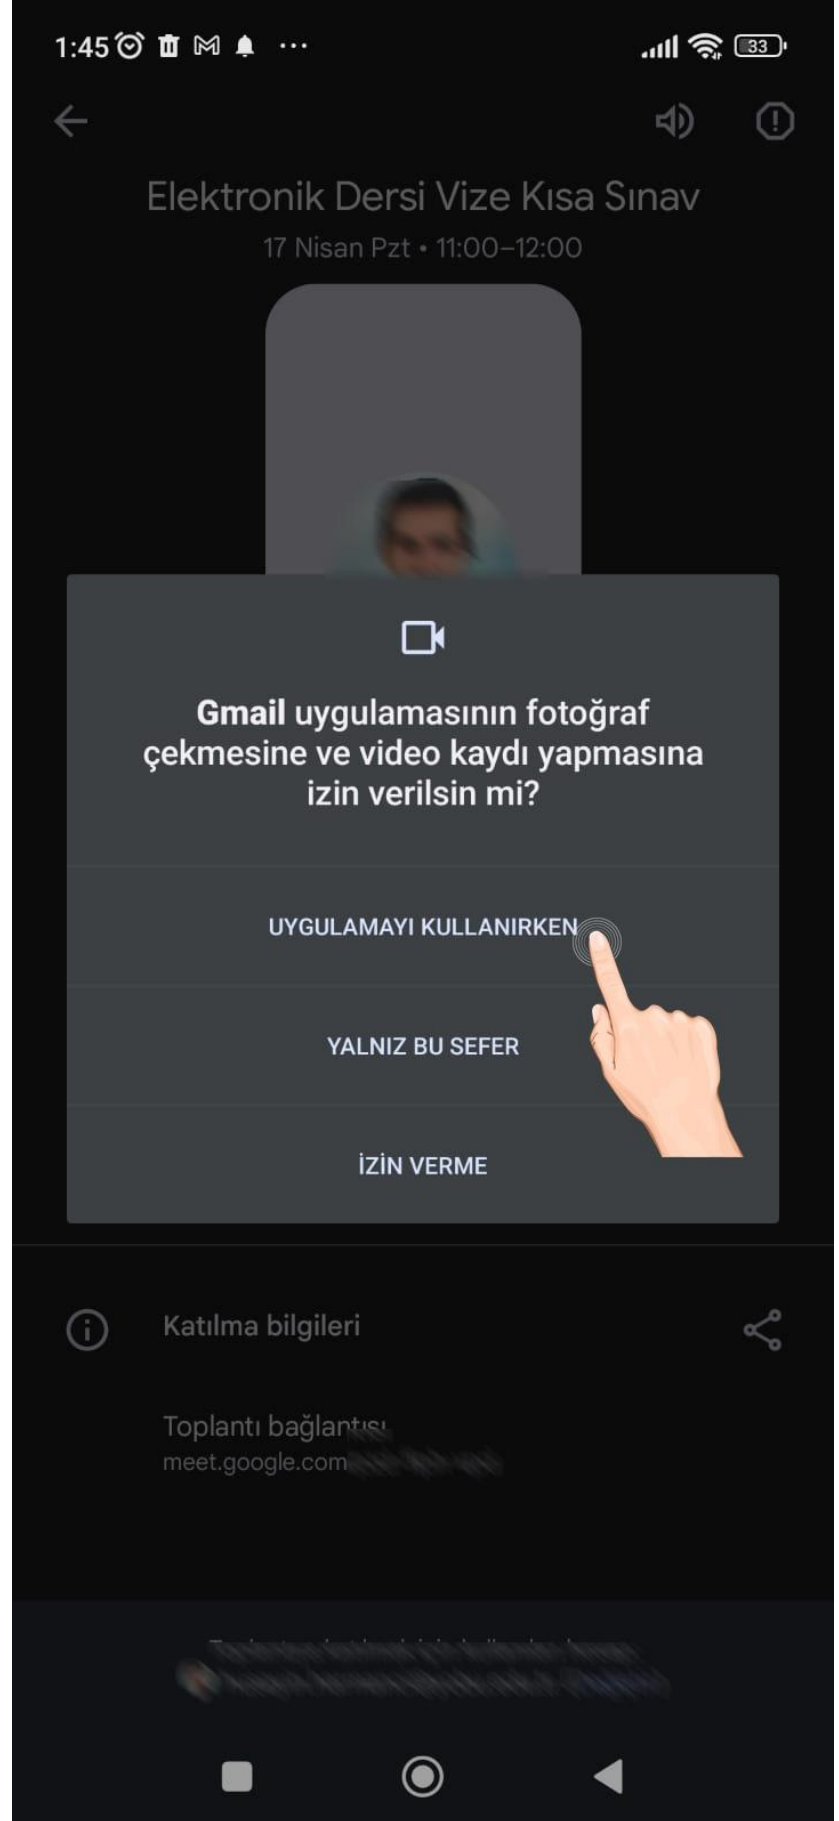 1:45
33
Elektronik Dersi Vize Kısa Sınav
17 Nisan Pzt • 11:00–12:00
Gmail uygulamasının fotoğraf
çekmesine ve video kaydı yapmasına
izin verilsin mi?
UYGULAMAYI KULLANIRKEN
YALNIZ BU SEFER
İZİN VERME
Katılma bilgileri
Toplantı bağlantısı
meet.google.com